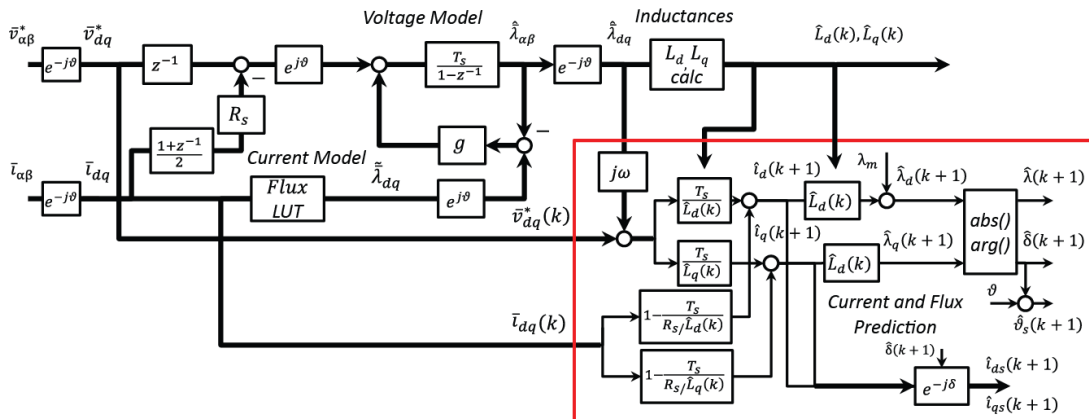 Voltage Model
Inductances
v̄*αβ
v̄*dq
λ̂̄αβ
λ̂̄dq
L̂d(k), L̂q(k)
e^−jϑ
z^−1
−
e^jϑ
Ts/(1−z^−1)
e^−jϑ
Ld, Lq
calc
Rs
(1+z^−1)/2
g
−
Current Model
īαβ
īdq
e^−jϑ
Flux
LUT
λ̃̄dq
e^jϑ
jω
v̄*dq(k)
Ts/L̂d(k)
îd(k+1)
L̂d(k)
λm
λ̂d(k+1)
λ̂(k+1)
îq(k+1)
abs()
arg()
Ts/L̂q(k)
L̂d(k)
λ̂q(k+1)
δ̂(k+1)
īdq(k)
1−Ts/(Rs/L̂d(k))
Current and Flux
Prediction
ϑ
ϑ̂s(k+1)
1−Ts/(Rs/L̂q(k))
δ̂(k+1)
e^−jδ
îds(k+1)
îqs(k+1)